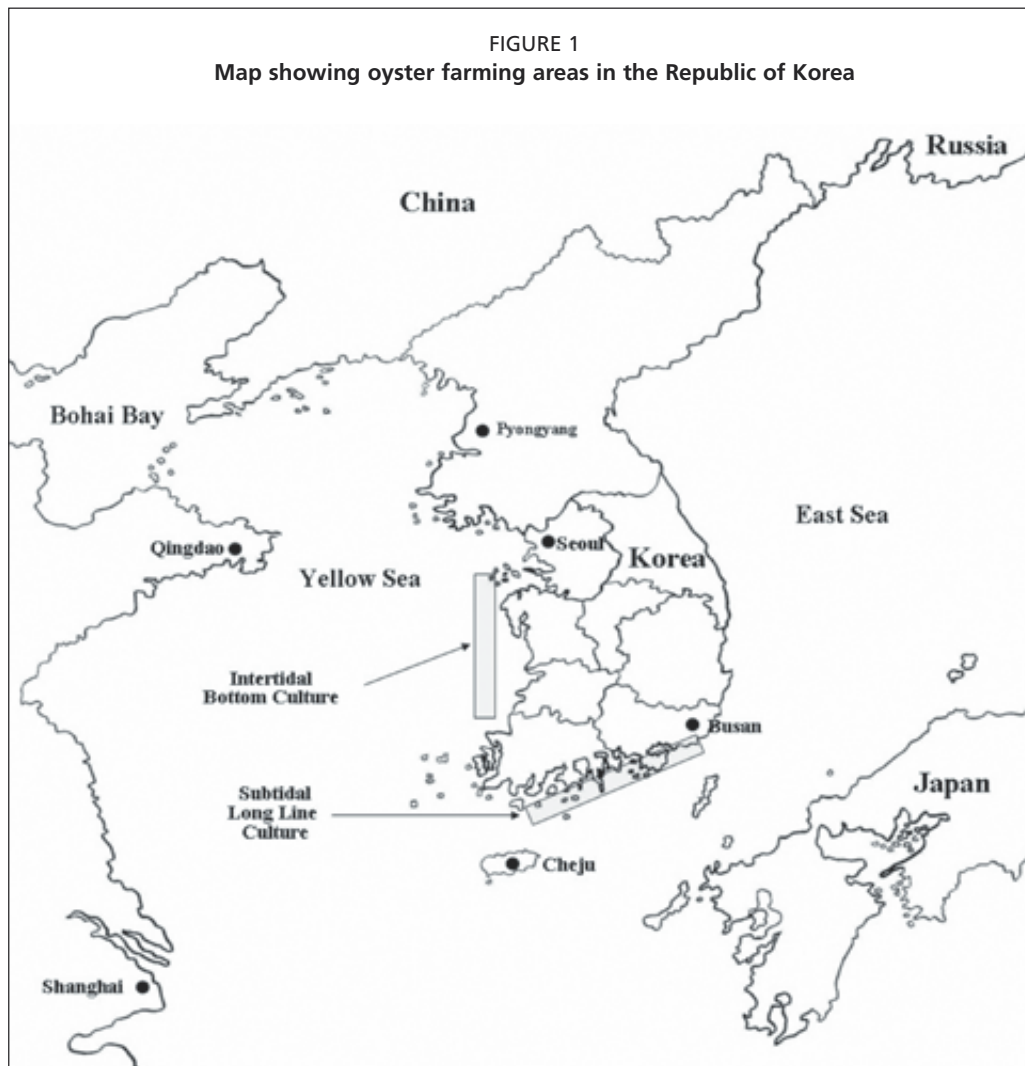 FIGURE 1
Map showing oyster farming areas in the Republic of Korea
Russia
China
Bohai Bay
Pyongyang
East Sea
Qingdao
Seoul
Korea
Yellow Sea
Intertidal
Bottom Culture
Busan
Subtidal
Long Line
Culture
Japan
Cheju
Shanghai